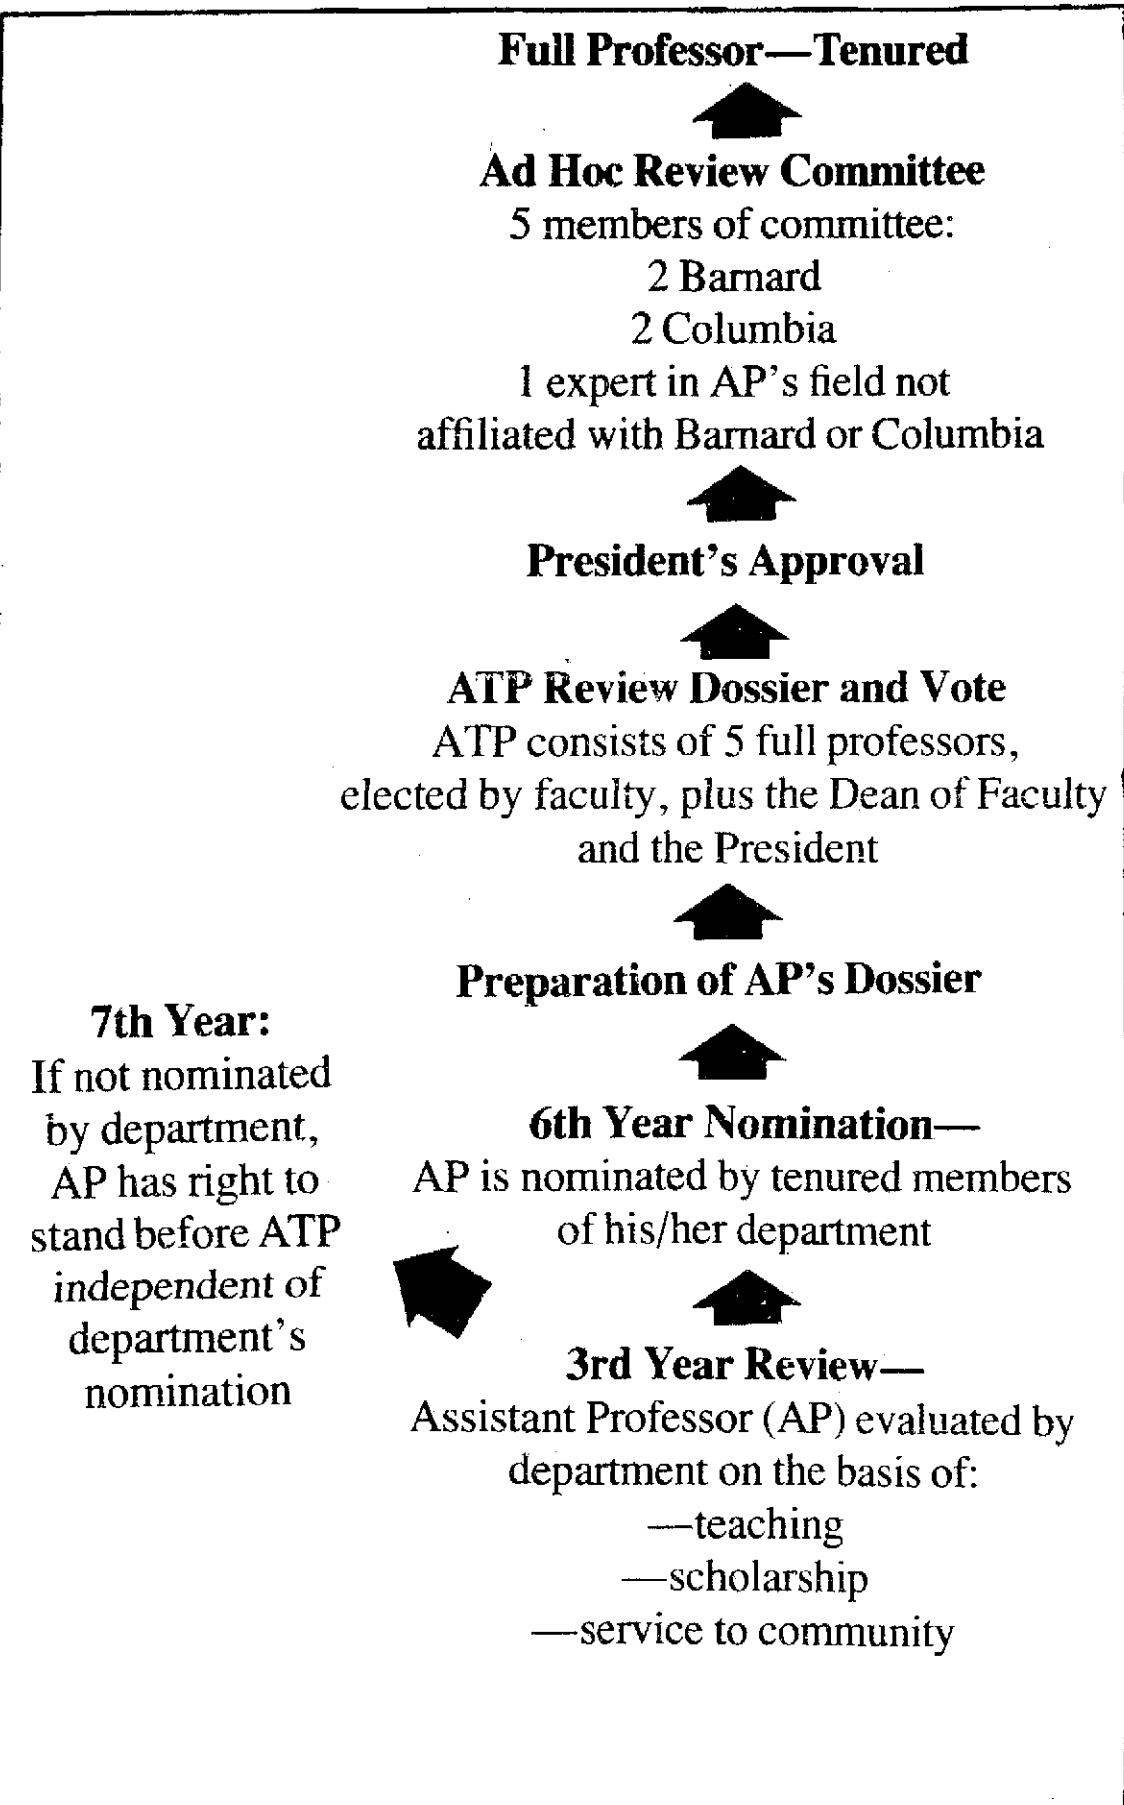 Full Professor—Tenured
Ad Hoc Review Committee
5 members of committee:
2 Barnard
2 Columbia
1 expert in AP's field not
affiliated with Barnard or Columbia
President's Approval
ATP Review Dossier and Vote
ATP consists of 5 full professors,
elected by faculty, plus the Dean of Faculty
and the President
Preparation of AP's Dossier
7th Year:
If not nominated
by department,
AP has right to
stand before ATP
independent of
department's
nomination
6th Year Nomination—
AP is nominated by tenured members
of his/her department
3rd Year Review—
Assistant Professor (AP) evaluated by
department on the basis of:
—teaching
—scholarship
—service to community